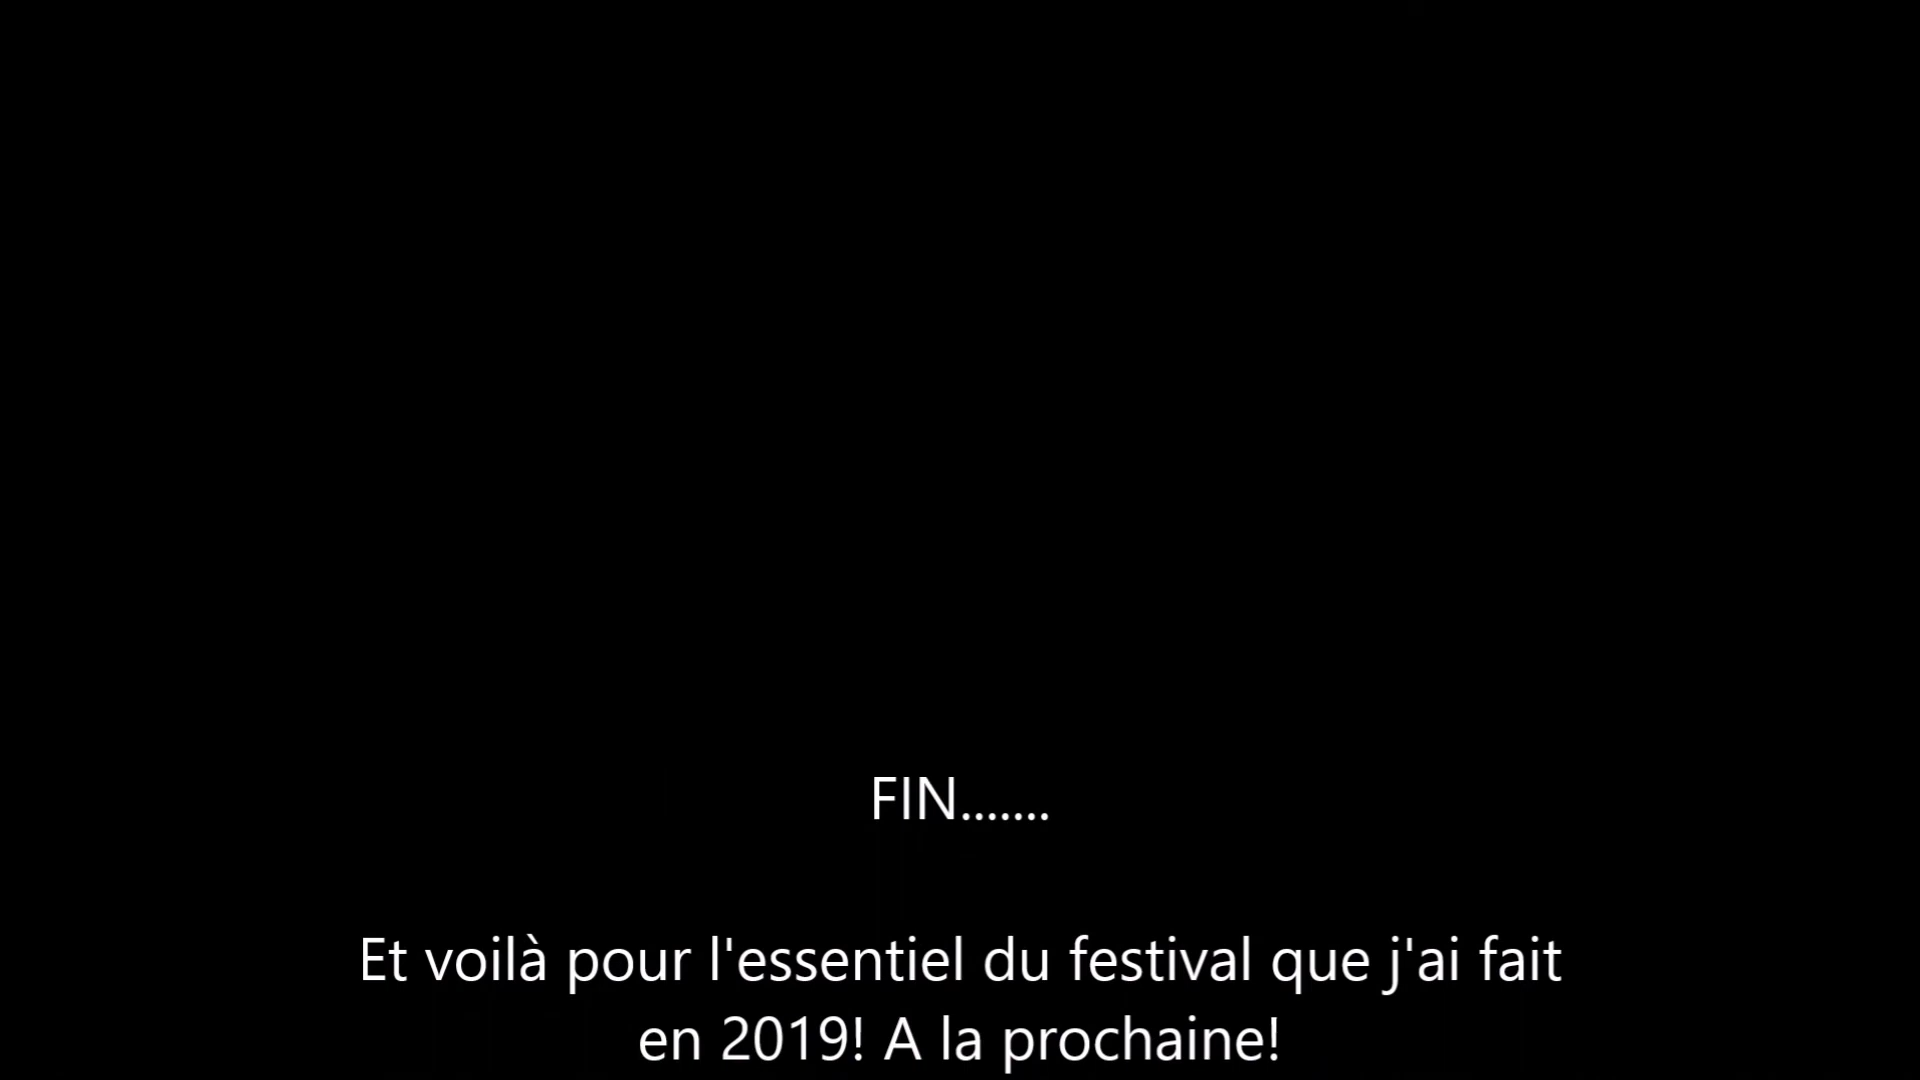 FIN.......
Et voilà pour l'essentiel du festival que j'ai fait
en 2019! A la prochaine!